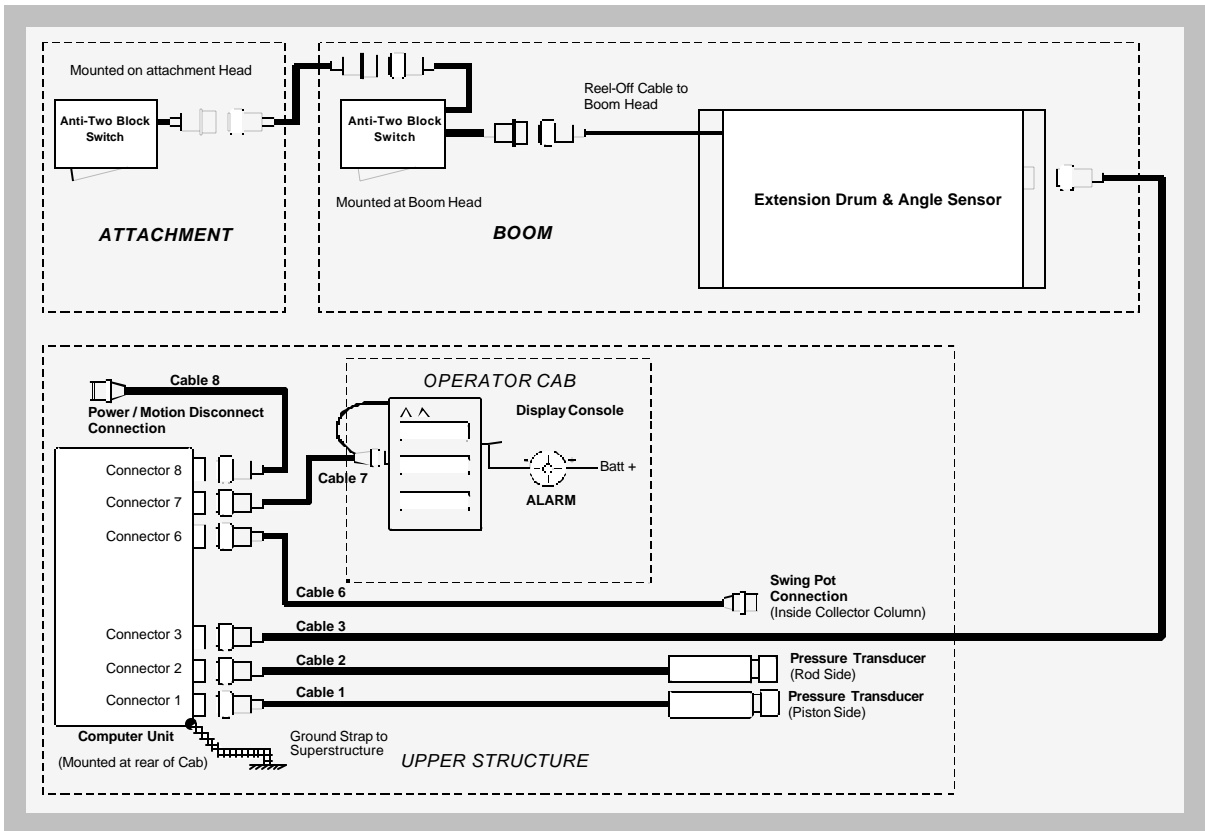 Mounted on attachment Head
Anti-Two Block
Switch
ATTACHMENT
Anti-Two Block
Switch
Mounted at Boom Head
BOOM
Reel-Off Cable to
Boom Head
Extension Drum & Angle Sensor
Cable 8
Power / Motion Disconnect
Connection
OPERATOR CAB
Display Console
Batt +
ALARM
Cable 7
Connector 8
Connector 7
Connector 6
Connector 3
Connector 2
Connector 1
Cable 6
Swing Pot
Connection
(Inside Collector Column)
Cable 3
Cable 2
Pressure Transducer
(Rod Side)
Cable 1
Pressure Transducer
(Piston Side)
Computer Unit
(Mounted at rear of Cab)
Ground Strap to
Superstructure
UPPER STRUCTURE